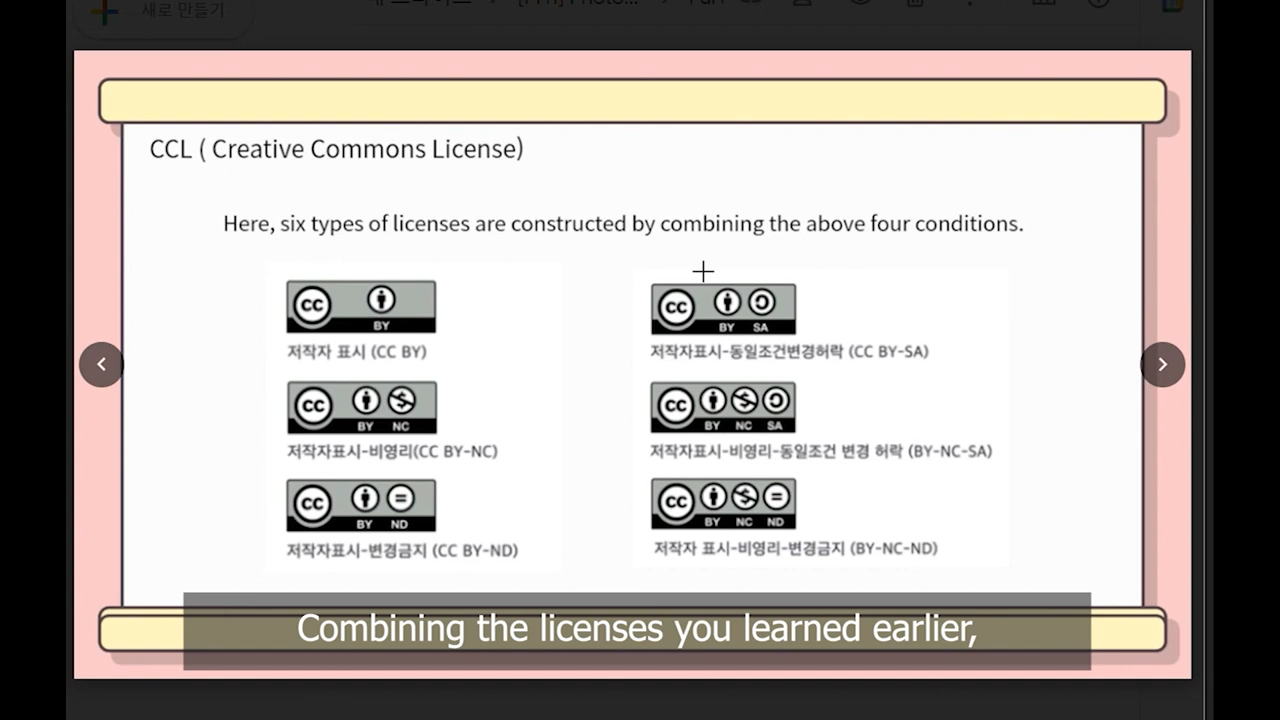 새로 만들기
CCL ( Creative Commons License)
Here, six types of licenses are constructed by combining the above four conditions.
cc BY
저작자 표시 (CC BY)
cc BY NC
저작자표시-비영리(CC BY-NC)
cc BY ND
저작자표시-변경금지 (CC BY-ND)
cc BY SA
저작자표시-동일조건변경허락 (CC BY-SA)
cc BY NC SA
저작자표시-비영리-동일조건 변경 허락 (BY-NC-SA)
cc BY NC ND
저작자 표시-비영리-변경금지 (BY-NC-ND)
Combining the licenses you learned earlier,